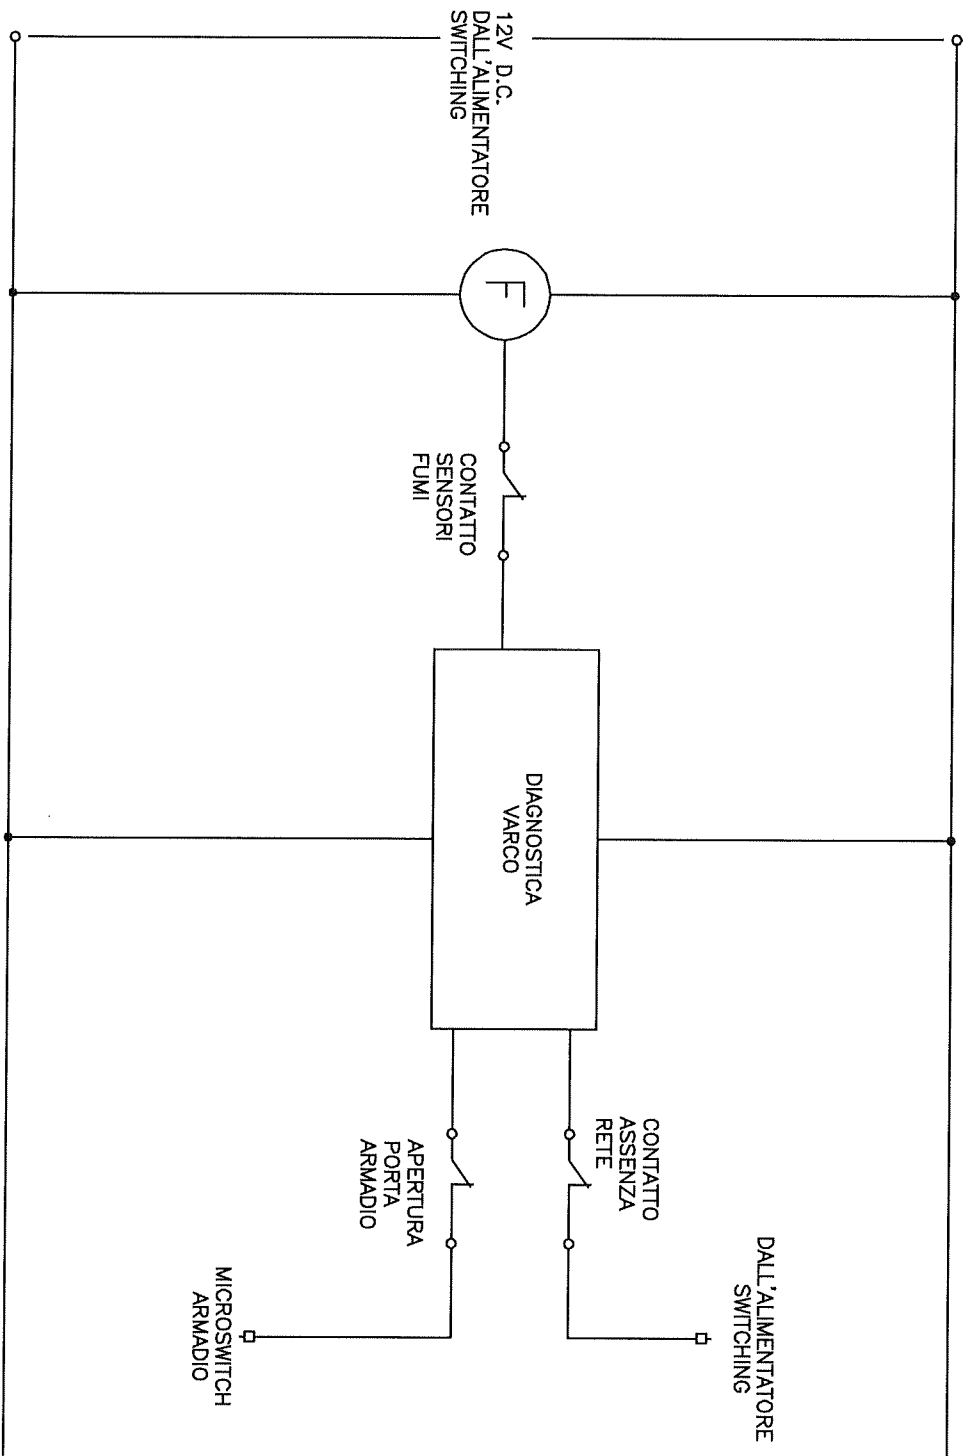 12V D.C.
DALL'ALIMENTATORE
SWITCHING
F
CONTATTO
SENSORI
FUMI
DIAGNOSTICA
VARCO
CONTATTO
ASSENZA
RETE
APERTURA
PORTA
ARMADIO
DALL'ALIMENTATORE
SWITCHING
MICROSWITCH
ARMADIO